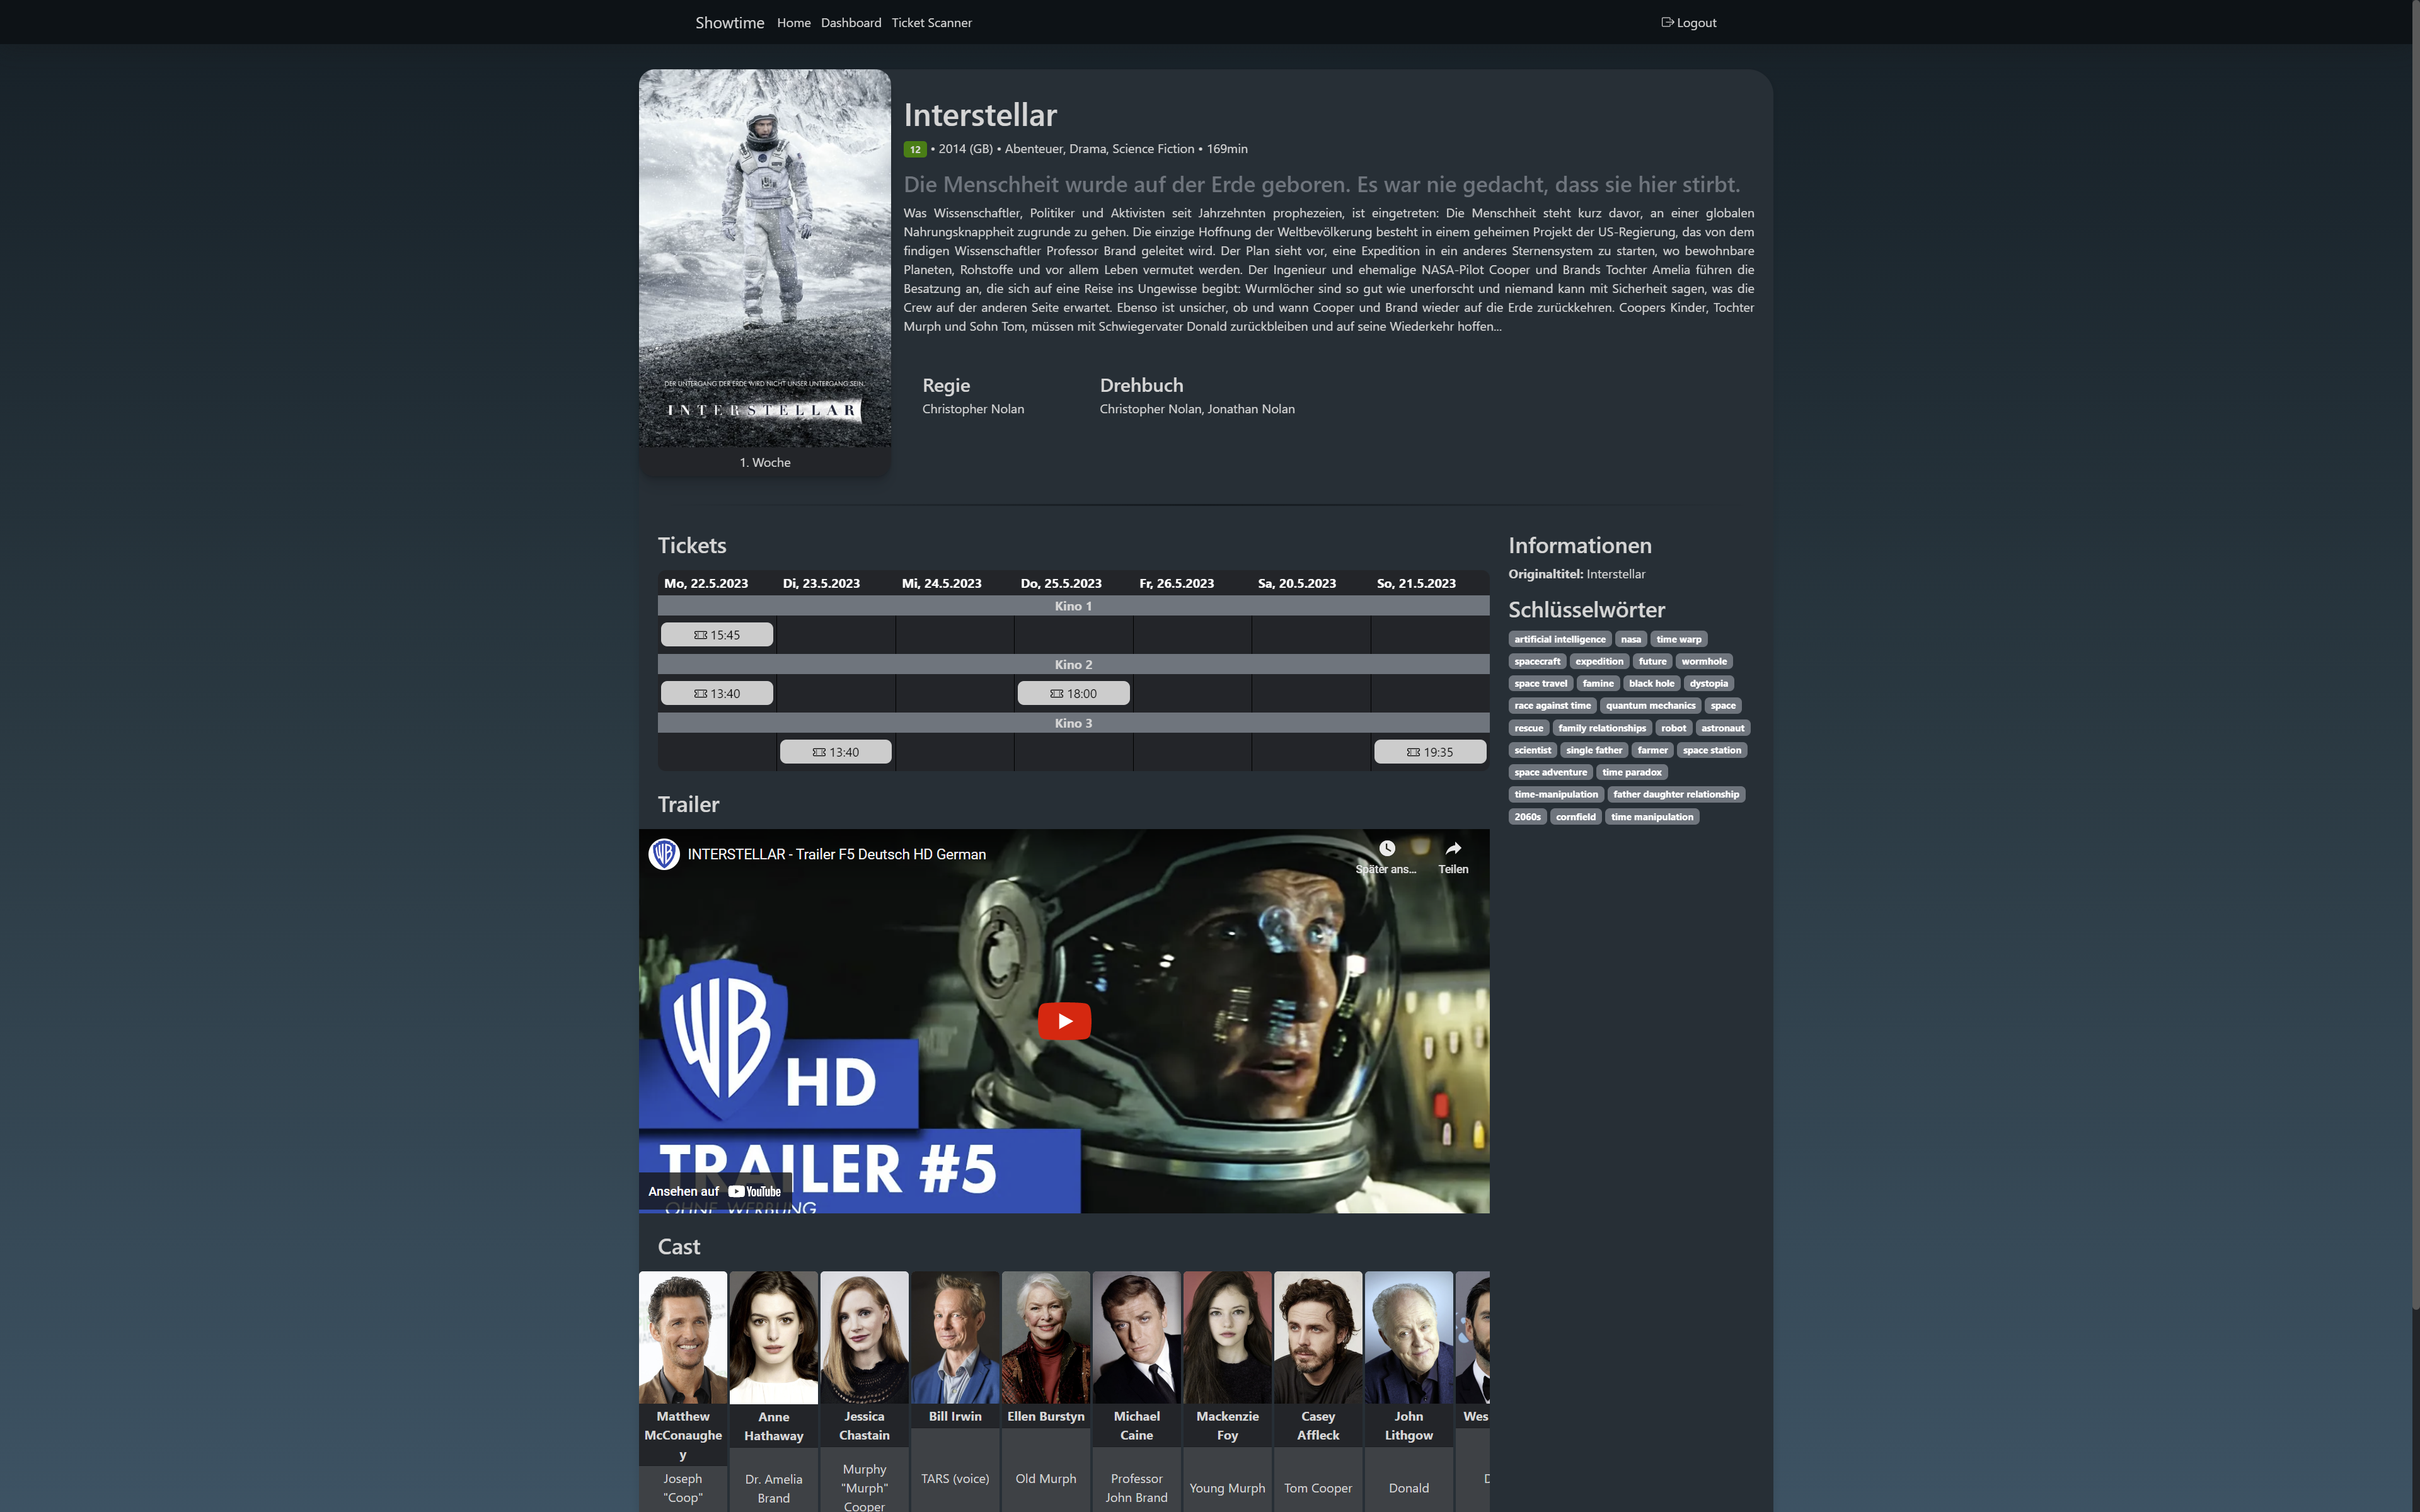 Showtime Home Dashboard Ticket Scanner Logout
DER UNTERGANG DER ERDE WIRD NICHT UNSER UNTERGANG SEIN.
INTERSTELLAR
1. Woche
Interstellar
12 • 2014 (GB) • Abenteuer, Drama, Science Fiction • 169min
Die Menschheit wurde auf der Erde geboren. Es war nie gedacht, dass sie hier stirbt.
Was Wissenschaftler, Politiker und Aktivisten seit Jahrzehnten prophezeien, ist eingetreten: Die Menschheit steht kurz davor, an einer globalen
Nahrungsknappheit zugrunde zu gehen. Die einzige Hoffnung der Weltbevölkerung besteht in einem geheimen Projekt der US-Regierung, das von dem
findigen Wissenschaftler Professor Brand geleitet wird. Der Plan sieht vor, eine Expedition in ein anderes Sternensystem zu starten, wo bewohnbare
Planeten, Rohstoffe und vor allem Leben vermutet werden. Der Ingenieur und ehemalige NASA-Pilot Cooper und Brands Tochter Amelia führen die
Besatzung an, die sich auf eine Reise ins Ungewisse begibt: Wurmlöcher sind so gut wie unerforscht und niemand kann mit Sicherheit sagen, was die
Crew auf der anderen Seite erwartet. Ebenso ist unsicher, ob und wann Cooper und Brand wieder auf die Erde zurückkehren. Coopers Kinder, Tochter
Murph und Sohn Tom, müssen mit Schwiegervater Donald zurückbleiben und auf seine Wiederkehr hoffen...
Regie
Christopher Nolan
Drehbuch
Christopher Nolan, Jonathan Nolan
Tickets
Mo, 22.5.2023 Di, 23.5.2023 Mi, 24.5.2023 Do, 25.5.2023 Fr, 26.5.2023 Sa, 20.5.2023 So, 21.5.2023
Kino 1
15:45
Kino 2
13:40 18:00
Kino 3
13:40 19:35
Informationen
Originaltitel: Interstellar
Schlüsselwörter
artificial intelligence nasa time warp
spacecraft expedition future wormhole
space travel famine black hole dystopia
race against time quantum mechanics space
rescue family relationships robot astronaut
scientist single father farmer space station
space adventure time paradox
time-manipulation father daughter relationship
2060s cornfield time manipulation
Trailer
INTERSTELLAR - Trailer F5 Deutsch HD German
Später ans... Teilen
WB HD
TRAILER #5
Ansehen auf YouTube
OHNE WERBUNG
Cast
Matthew
McConaughe
y
Joseph
"Coop"
Anne
Hathaway
Dr. Amelia
Brand
Jessica
Chastain
Murphy
"Murph"
Cooper
Bill Irwin
TARS (voice)
Ellen Burstyn
Old Murph
Michael
Caine
Professor
John Brand
Mackenzie
Foy
Young Murph
Casey
Affleck
Tom Cooper
John
Lithgow
Donald
Wes